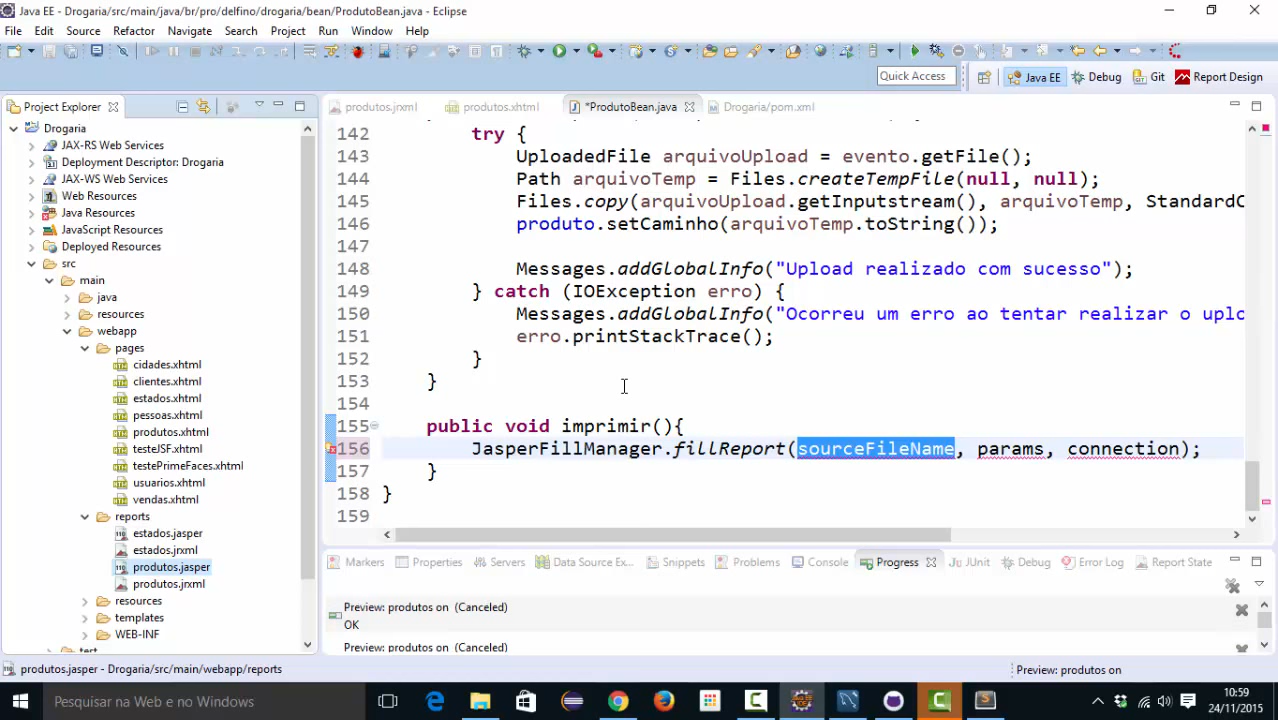 Java EE - Drogaria/src/main/java/br/pro/delfino/drogaria/bean/ProdutoBean.java - Eclipse
File Edit Source Refactor Navigate Search Project Run Window Help
Quick Access
Java EE
Debug
Git
Report Design
Project Explorer
produtos.jrxml
produtos.xhtml
*ProdutoBean.java
Drogaria/pom.xml
Drogaria
JAX-RS Web Services
Deployment Descriptor: Drogaria
JAX-WS Web Services
Web Resources
Java Resources
JavaScript Resources
Deployed Resources
src
main
java
resources
webapp
pages
cidades.xhtml
clientes.xhtml
estados.xhtml
pessoas.xhtml
produtos.xhtml
testeJSF.xhtml
testePrimeFaces.xhtml
usuarios.xhtml
vendas.xhtml
reports
estados.jasper
estados.jrxml
produtos.jasper
produtos.jrxml
resources
templates
WEB-INF
test
142 try {
143 UploadedFile arquivoUpload = evento.getFile();
144 Path arquivoTemp = Files.createTempFile(null, null);
145 Files.copy(arquivoUpload.getInputstream(), arquivoTemp, StandardC
146 produto.setCaminho(arquivoTemp.toString());
147
148 Messages.addGlobalInfo("Upload realizado com sucesso");
149 } catch (IOException erro) {
150 Messages.addGlobalInfo("Ocorreu um erro ao tentar realizar o uplo
151 erro.printStackTrace();
152 }
153 }
154
155 public void imprimir(){
156 JasperFillManager.fillReport(sourceFileName, params, connection);
157 }
158 }
159
Markers
Properties
Servers
Data Source Ex...
Snippets
Problems
Console
Progress
JUnit
Debug
Error Log
Report State
Preview: produtos on (Canceled)
OK
Preview: produtos on (Canceled)
produtos.jasper - Drogaria/src/main/webapp/reports
Preview: produtos on
Pesquisar na Web e no Windows
10:59
24/11/2015